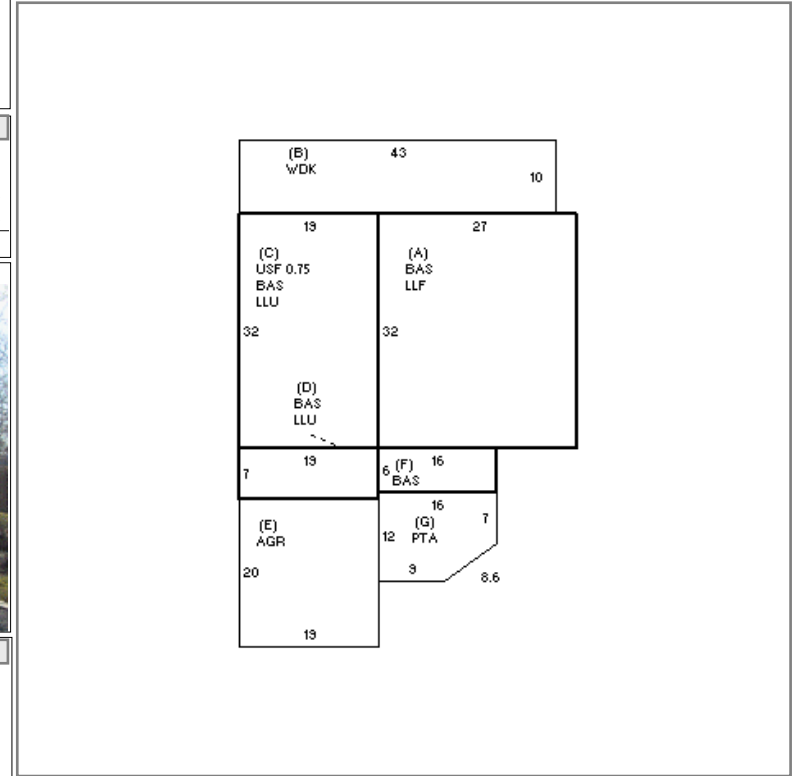 (B)
WDK
43
10
19
27
(C)
USF 0.75
BAS
LLU
(A)
BAS
LLF
32
32
(D)
BAS
LLU
19
7
6
(F)
BAS
16
16
(E)
AGR
12
(G)
PTA
7
20
9
8.6
19